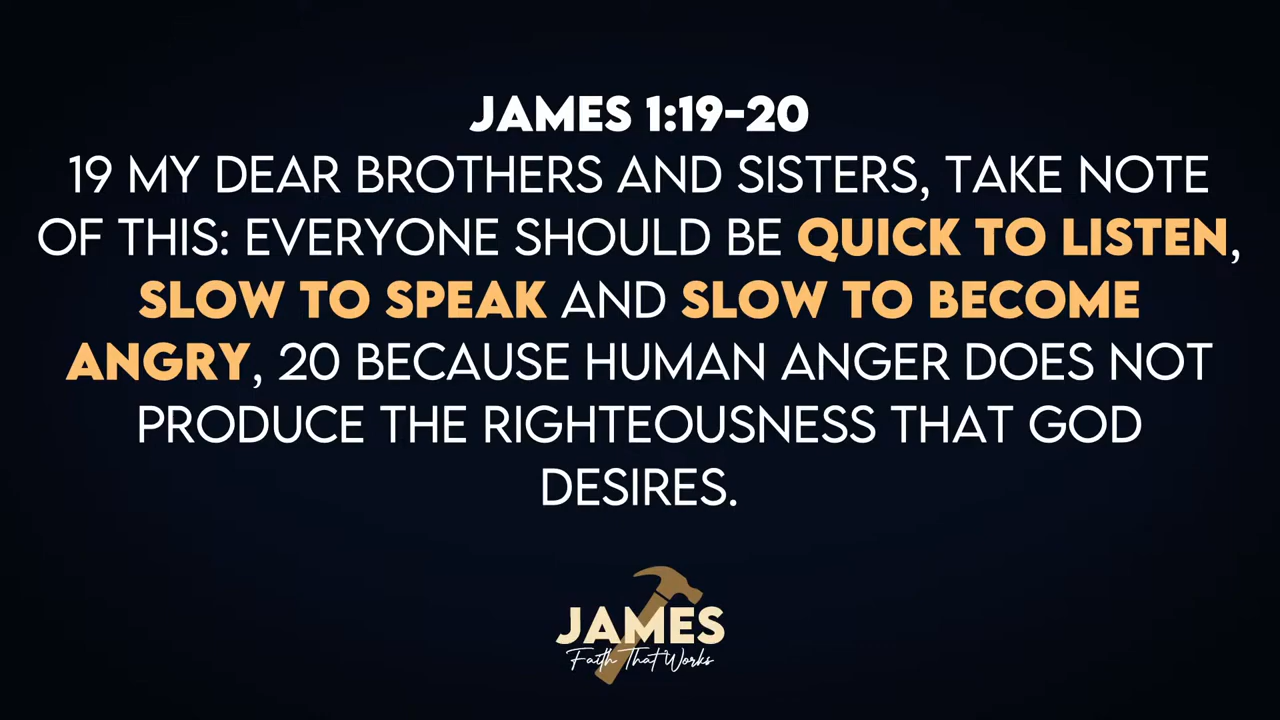 JAMES 1:19-20
19 MY DEAR BROTHERS AND SISTERS, TAKE NOTE
OF THIS: EVERYONE SHOULD BE QUICK TO LISTEN,
SLOW TO SPEAK AND SLOW TO BECOME
ANGRY, 20 BECAUSE HUMAN ANGER DOES NOT
PRODUCE THE RIGHTEOUSNESS THAT GOD
DESIRES.
JAMES
Faith That Works